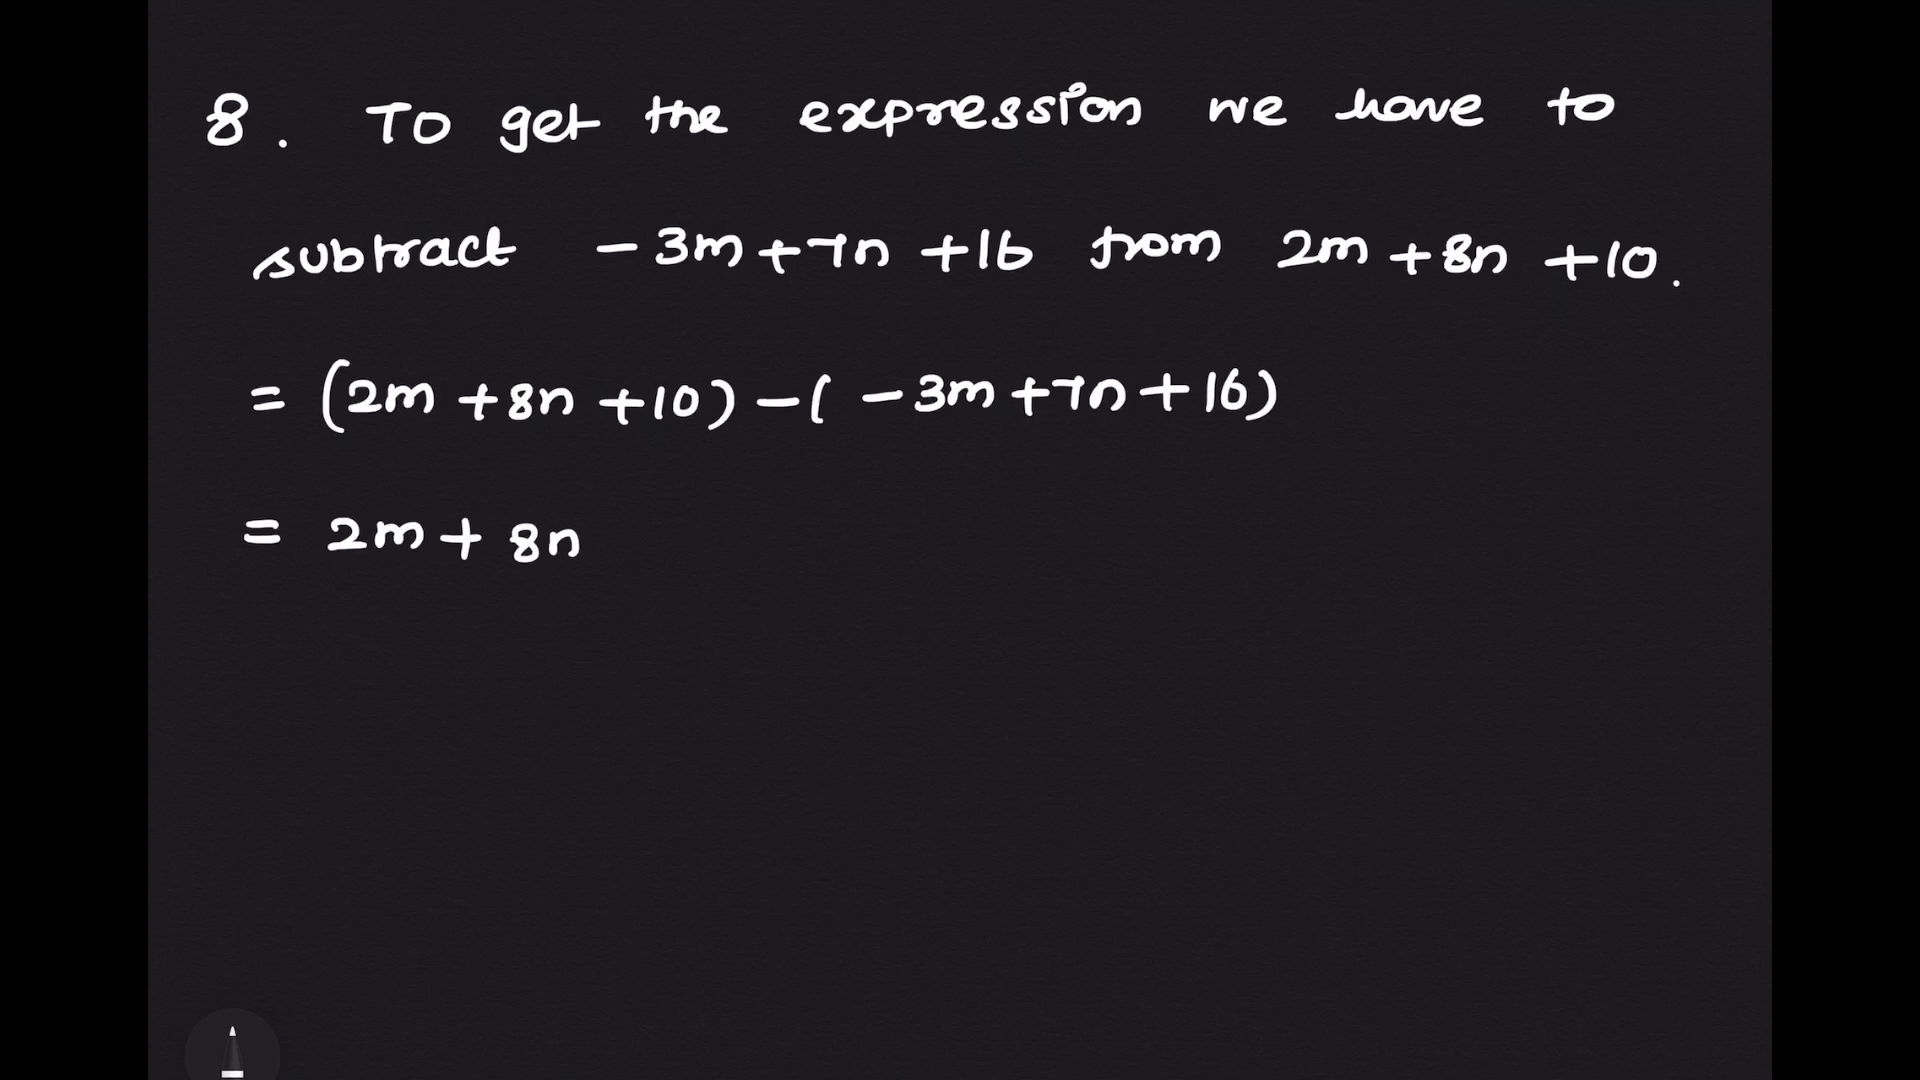 8. To get the expression we have to
subtract -3m+7n+16 from 2m+8n+10.
= (2m+8n+10)-(-3m+7n+16)
= 2m+8n